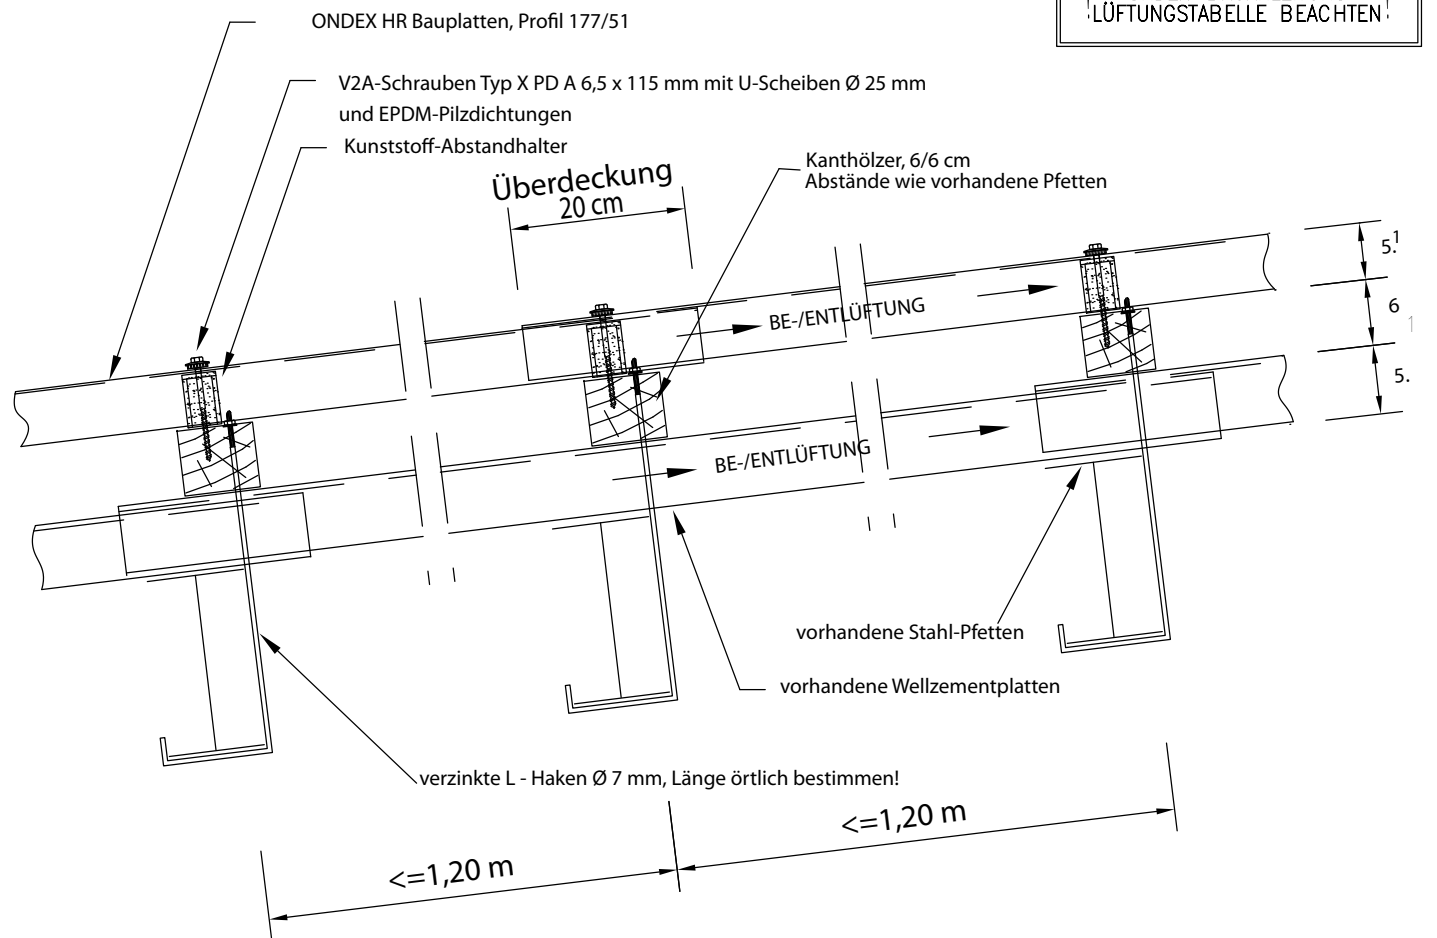 LÜFTUNGSTABELLE BEACHTEN
ONDEX HR Bauplatten, Profil 177/51
V2A-Schrauben Typ X PD A 6,5 x 115 mm mit U-Scheiben Ø 25 mm
und EPDM-Pilzdichtungen
Kunststoff-Abstandhalter
Überdeckung
20 cm
Kanthölzer, 6/6 cm
Abstände wie vorhandene Pfetten
5.1
6
1
5.
BE-/ENTLÜFTUNG
BE-/ENTLÜFTUNG
vorhandene Stahl-Pfetten
vorhandene Wellzementplatten
verzinkte L - Haken Ø 7 mm, Länge örtlich bestimmen!
<=1,20 m
<=1,20 m